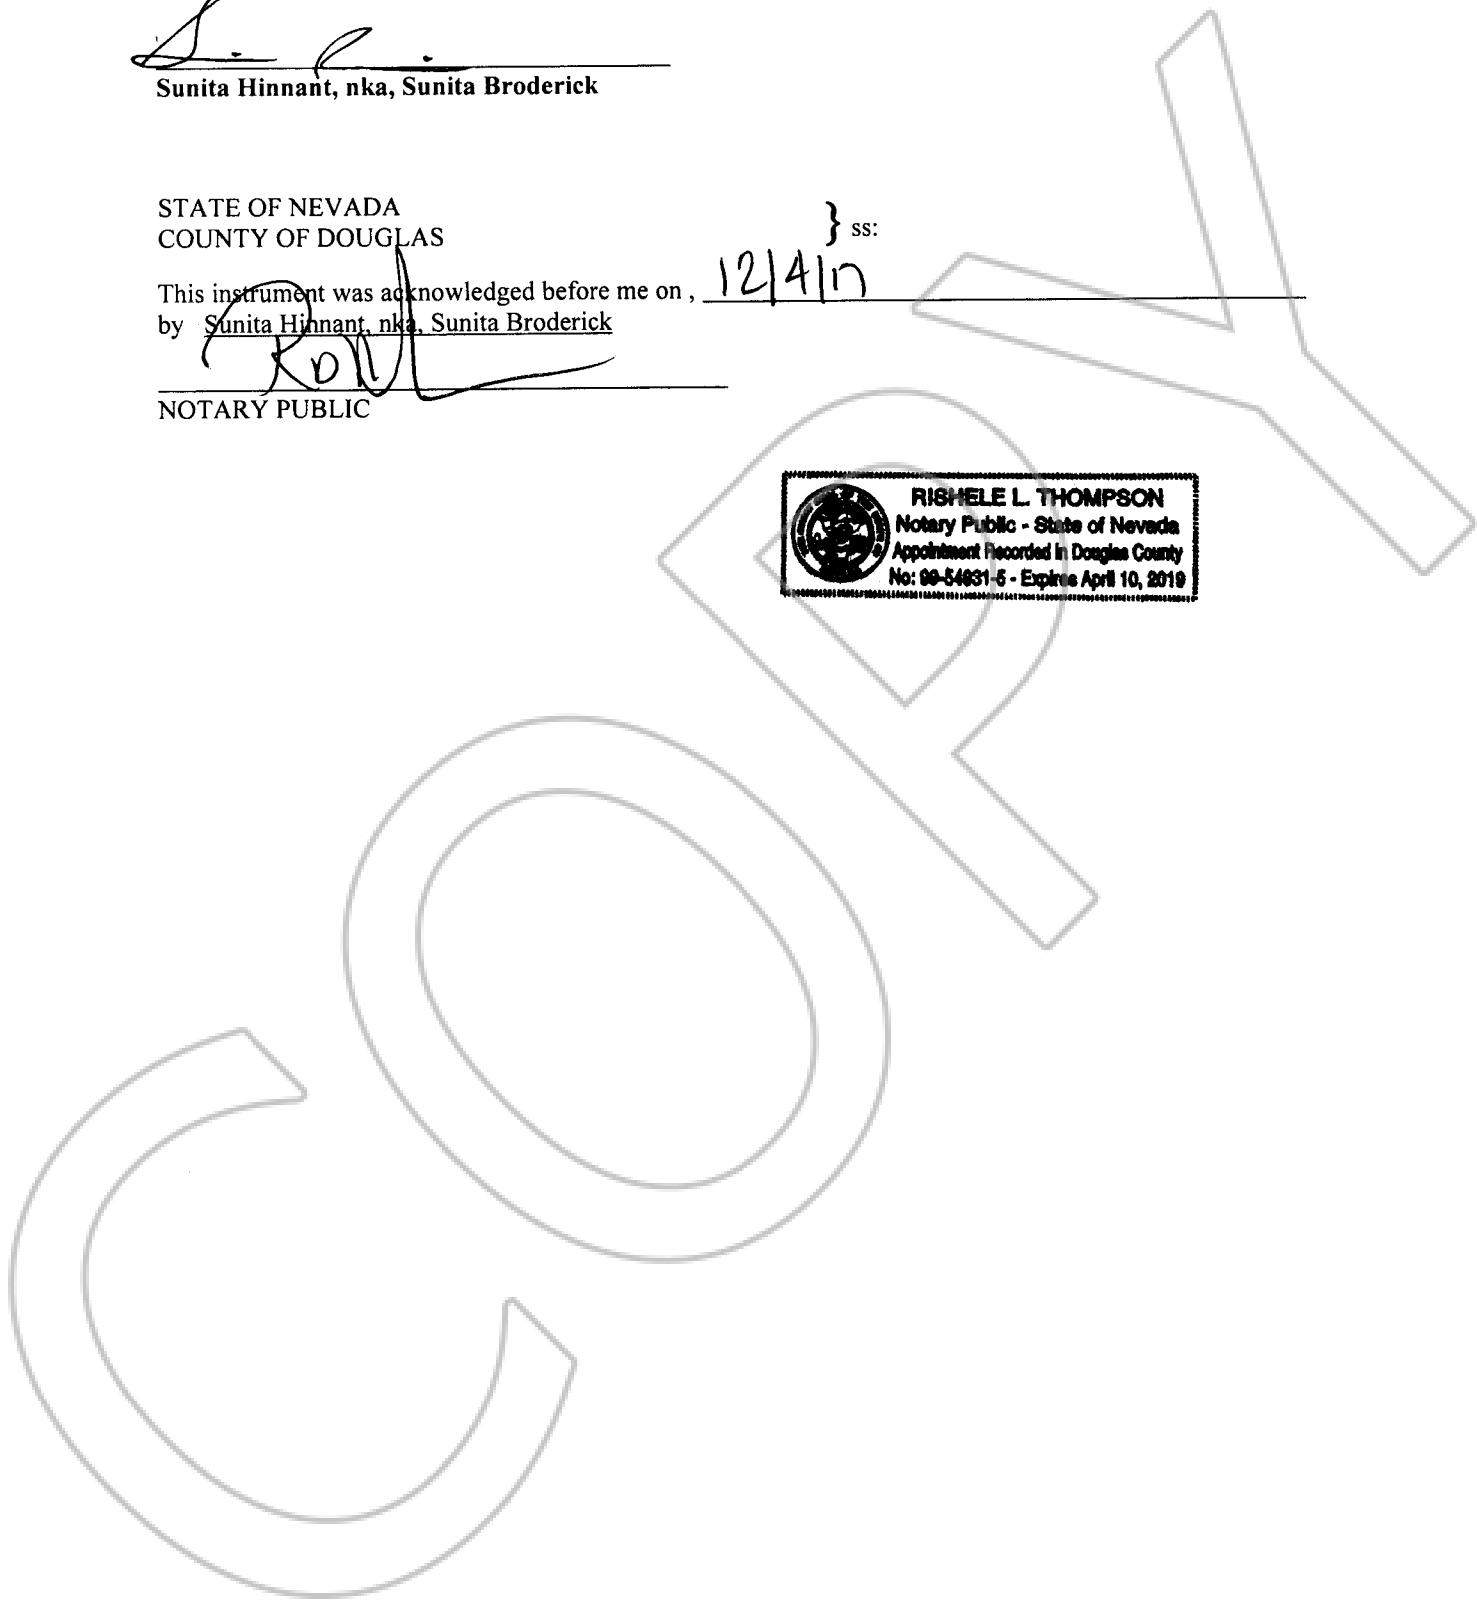 Sunita Hinnant, nka, Sunita Broderick
STATE OF NEVADA
COUNTY OF DOUGLAS
} ss:
This instrument was acknowledged before me on , 12/4/17
by Sunita Hinnant, nka, Sunita Broderick
NOTARY PUBLIC
RISHELE L. THOMPSON
Notary Public - State of Nevada
Appointment Recorded in Douglas County
No: 99-54931-5 - Expires April 10, 2019
COPY